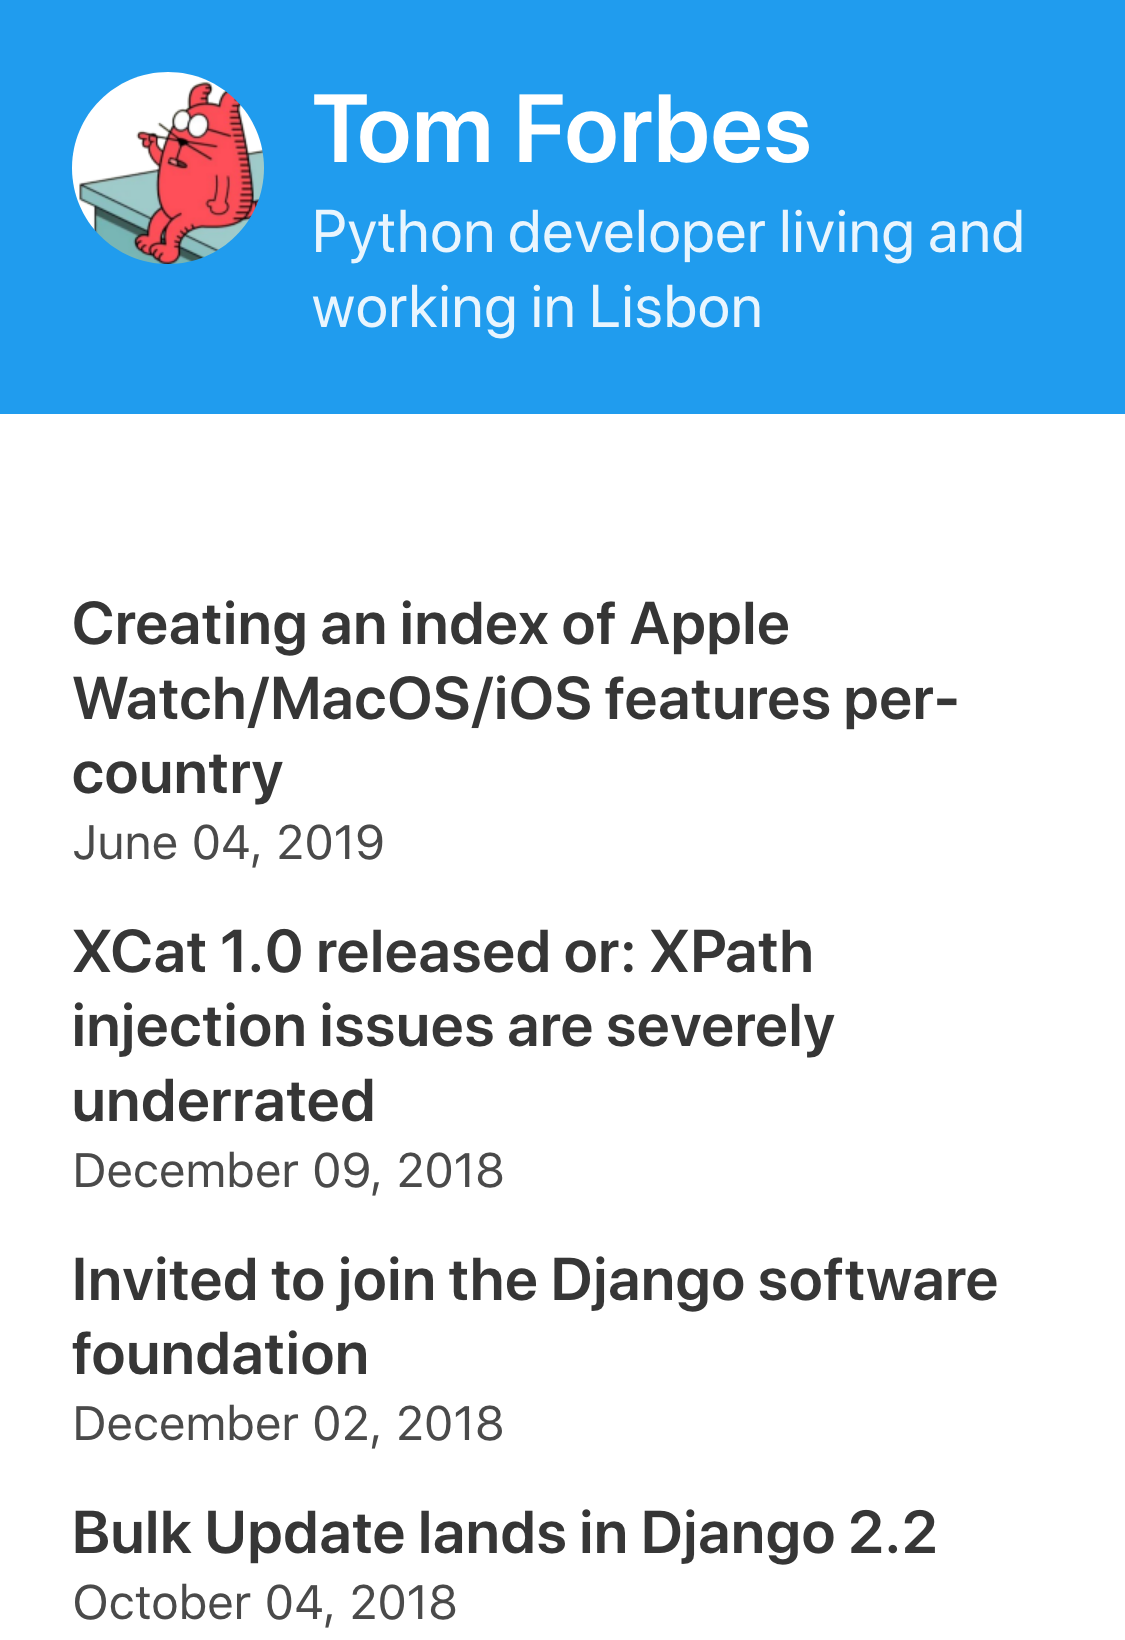 Tom Forbes
Python developer living and
working in Lisbon
Creating an index of Apple
Watch/MacOS/iOS features per-
country
June 04, 2019
XCat 1.0 released or: XPath
injection issues are severely
underrated
December 09, 2018
Invited to join the Django software
foundation
December 02, 2018
Bulk Update lands in Django 2.2
October 04, 2018